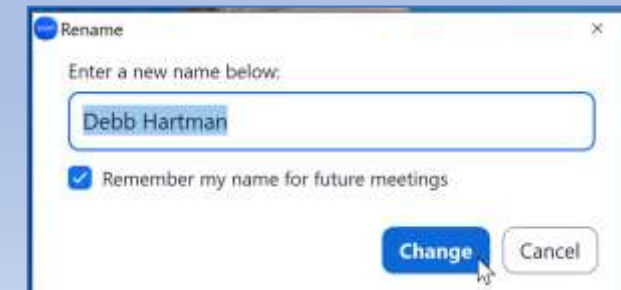 Rename
Enter a new name below:
Debb Hartman
Remember my name for future meetings
Change Cancel